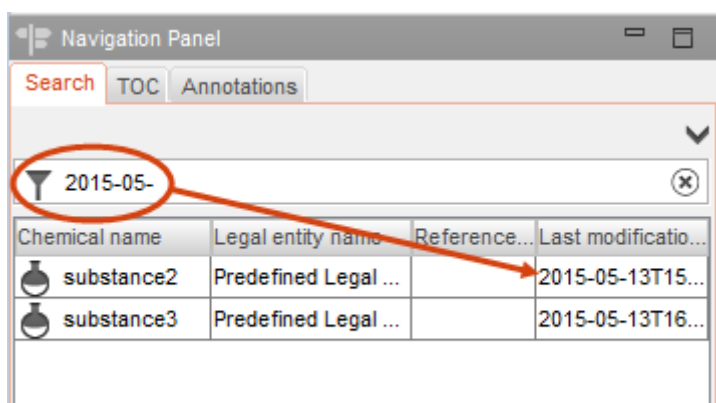 Navigation Panel
Search TOC Annotations
2015-05-
Chemical name Legal entity name Reference... Last modificatio...
substance2 Predefined Legal ... 2015-05-13T15...
substance3 Predefined Legal ... 2015-05-13T16...